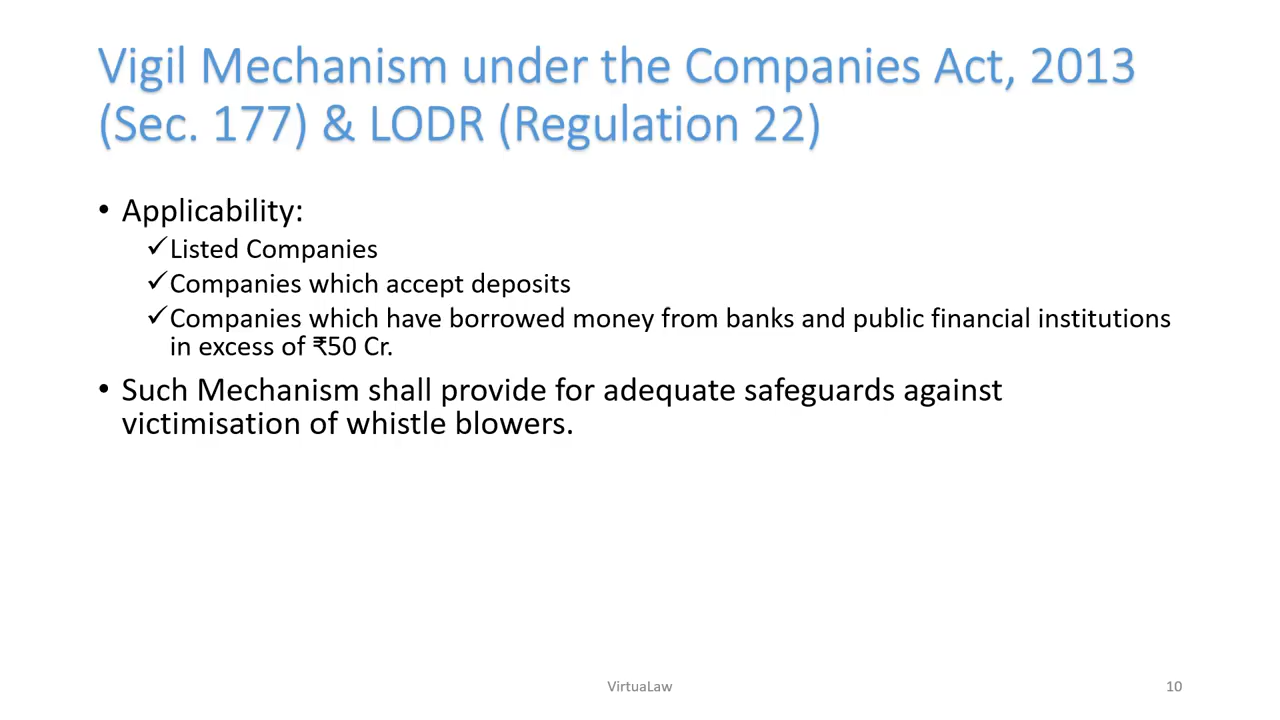 Vigil Mechanism under the Companies Act, 2013
(Sec. 177) & LODR (Regulation 22)
• Applicability:
✓Listed Companies
✓Companies which accept deposits
✓Companies which have borrowed money from banks and public financial institutions
in excess of ₹50 Cr.
• Such Mechanism shall provide for adequate safeguards against
victimisation of whistle blowers.
VirtuaLaw
10